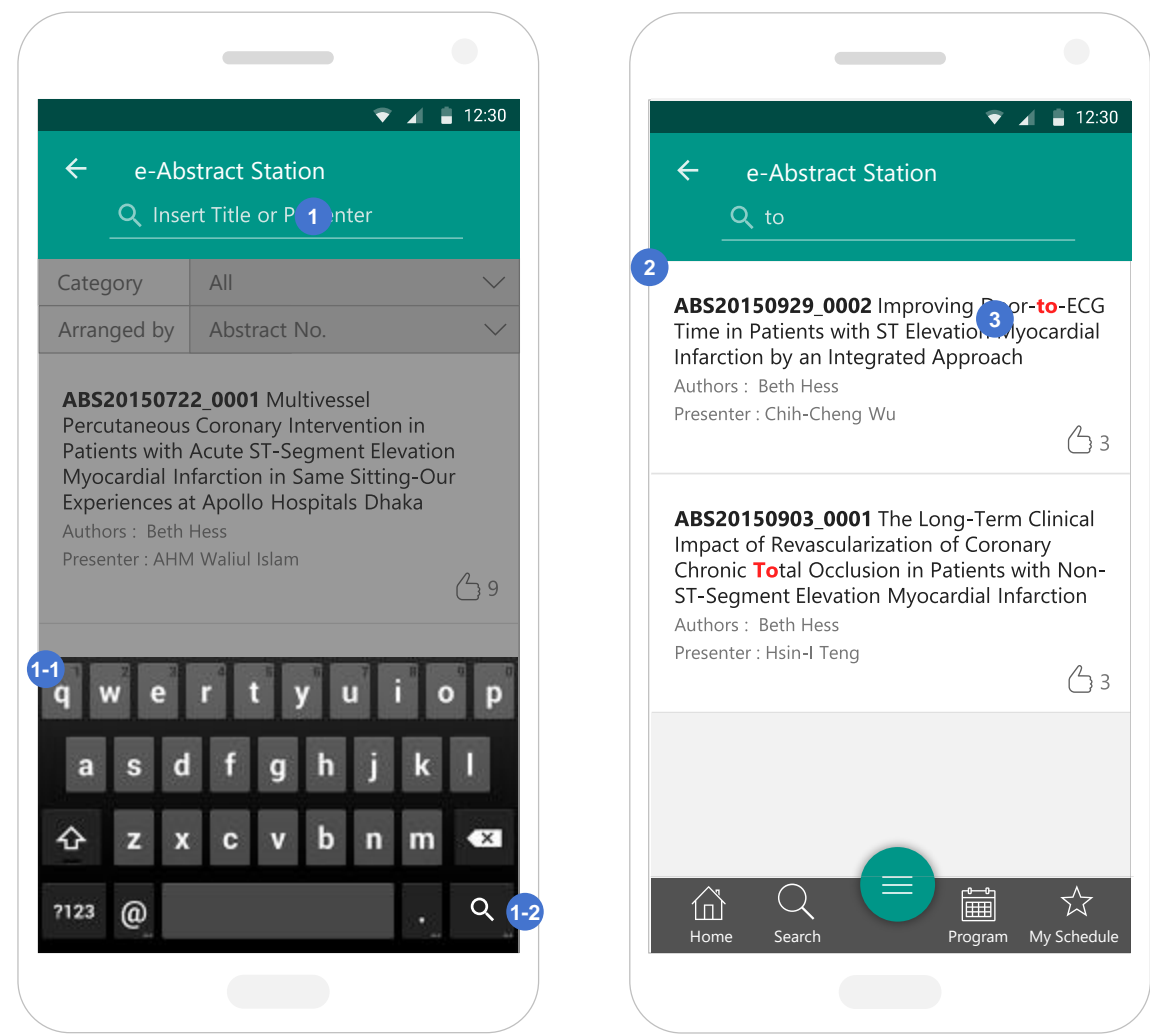 12:30
e-Abstract Station
Insert Title or P enter
1
Category All
Arranged by Abstract No.
ABS20150722_0001 Multivessel
Percutaneous Coronary Intervention in
Patients with Acute ST-Segment Elevation
Myocardial Infarction in Same Sitting-Our
Experiences at Apollo Hospitals Dhaka
Authors : Beth Hess
Presenter : AHM Waliul Islam
9
1-1
q w e r t y u i o p
a s d f g h j k l
z x c v b n m
?123 @ .
1-2
12:30
e-Abstract Station
to
2
ABS20150929_0002 Improving Door-to-ECG
3
Time in Patients with ST Elevation Myocardial
Infarction by an Integrated Approach
Authors : Beth Hess
Presenter : Chih-Cheng Wu
3
ABS20150903_0001 The Long-Term Clinical
Impact of Revascularization of Coronary
Chronic Total Occlusion in Patients with Non-
ST-Segment Elevation Myocardial Infarction
Authors : Beth Hess
Presenter : Hsin-I Teng
3
Home Search Program My Schedule